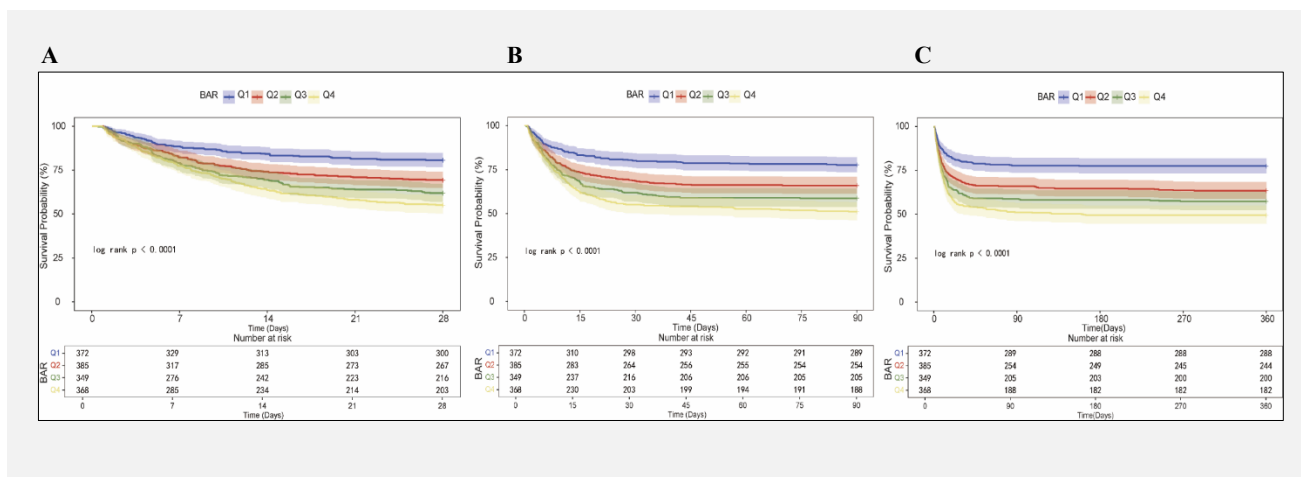 A
BAR Q1 Q2 Q3 Q4
Survival Probability (%)
100
75
50
25
0
log rank p < 0.0001
0 7 14 21 28
Time (Days)
Number at risk
BAR
Q1 372 329 313 303 300
Q2 385 317 285 273 267
Q3 349 276 242 223 216
Q4 368 285 234 214 203
0 7 14 21 28
Time (Days)
B
BAR Q1 Q2 Q3 Q4
Survival Probability (%)
100
75
50
25
0
log rank p < 0.0001
0 15 30 45 60 75 90
Time (Days)
Number at risk
BAR
Q1 372 310 298 293 292 291 289
Q2 385 283 264 256 255 254 254
Q3 349 237 216 206 206 205 205
Q4 368 230 203 199 194 191 188
0 15 30 45 60 75 90
Time (Days)
C
BAR Q1 Q2 Q3 Q4
Survival Probability (%)
100
75
50
25
0
log rank p < 0.0001
0 90 180 270 360
Time(Days)
Number at risk
BAR
Q1 372 289 288 288 288
Q2 385 254 249 245 244
Q3 349 205 203 200 200
Q4 368 188 182 182 182
0 90 180 270 360
Time(Days)